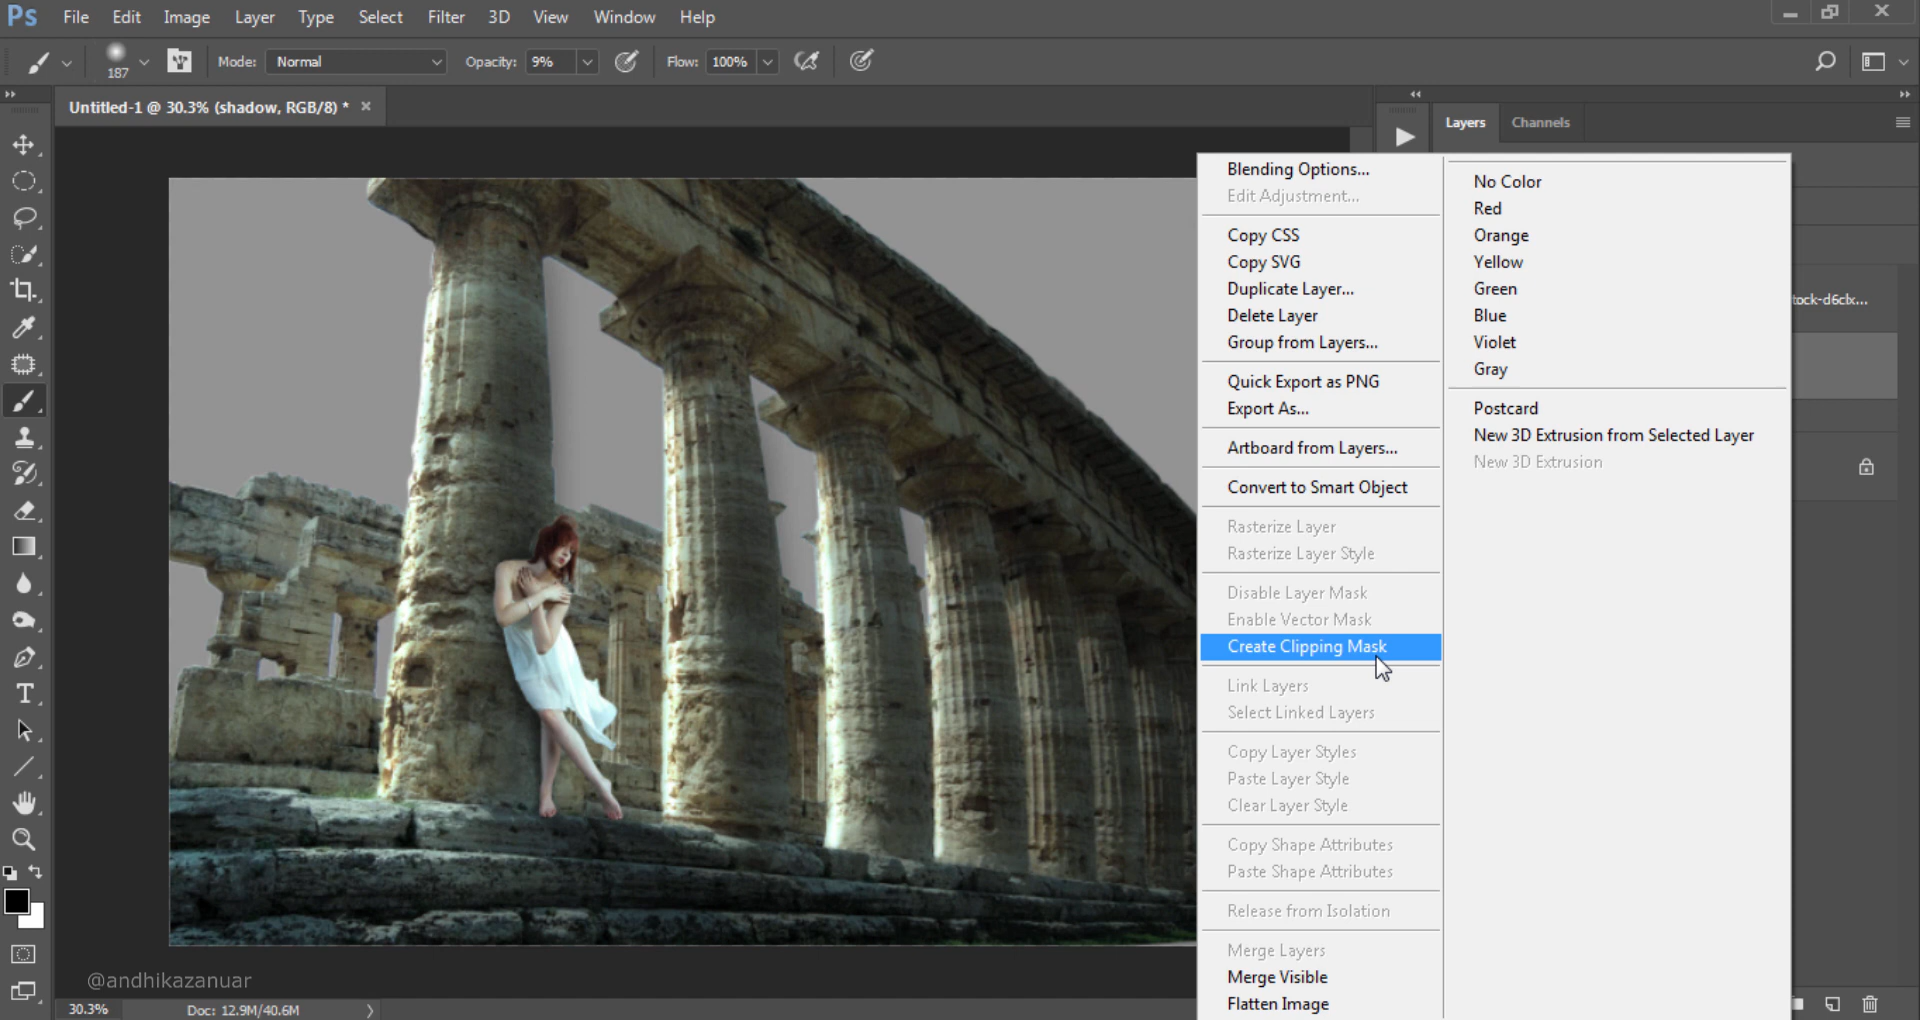 Ps File Edit Image Layer Type Select Filter 3D View Window Help
187 Mode: Normal Opacity: 9% Flow: 100%
Untitled-1 @ 30.3% (shadow, RGB/8) *
Layers Channels
Blending Options...
Edit Adjustment...
Copy CSS
Copy SVG
Duplicate Layer...
Delete Layer
Group from Layers...
Quick Export as PNG
Export As...
Artboard from Layers...
Convert to Smart Object
Rasterize Layer
Rasterize Layer Style
Disable Layer Mask
Enable Vector Mask
Create Clipping Mask
Link Layers
Select Linked Layers
Copy Layer Styles
Paste Layer Style
Clear Layer Style
Copy Shape Attributes
Paste Shape Attributes
Release from Isolation
Merge Layers
Merge Visible
Flatten Image
No Color
Red
Orange
Yellow
Green
Blue
Violet
Gray
Postcard
New 3D Extrusion from Selected Layer
New 3D Extrusion
tock-d6clx...
@andhikazanuar
30.3% Doc: 12.9M/40.6M